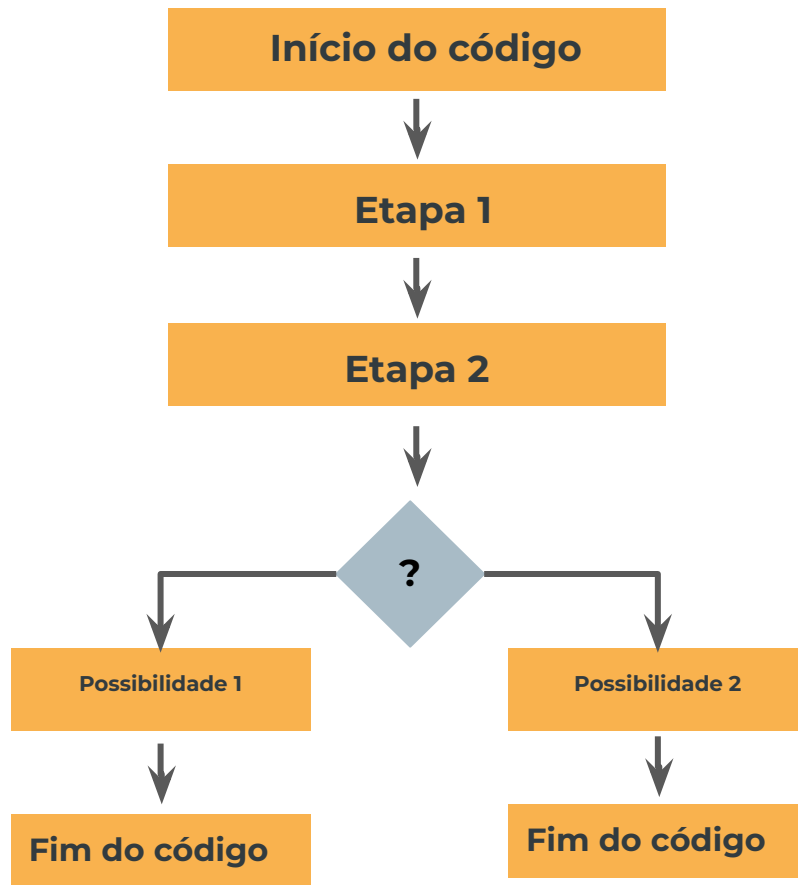 Início do código
Etapa 1
Etapa 2
?
Possibilidade 1
Possibilidade 2
Fim do código
Fim do código